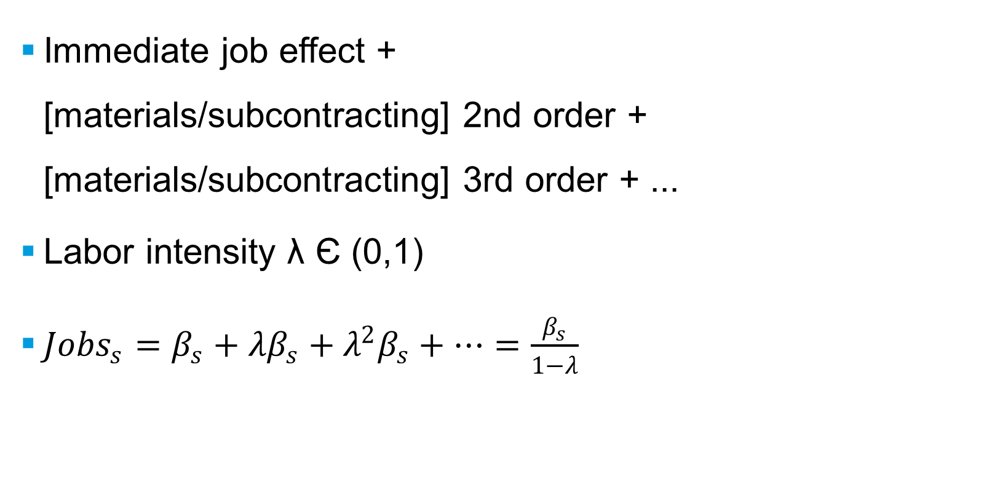 ▪ Immediate job effect +
[materials/subcontracting] 2nd order +
[materials/subcontracting] 3rd order + ...
▪ Labor intensity λ Є (0,1)
▪ $Jobs_s = \beta_s + \lambda\beta_s + \lambda^2\beta_s + \cdots = \frac{\beta_s}{1-\lambda}$